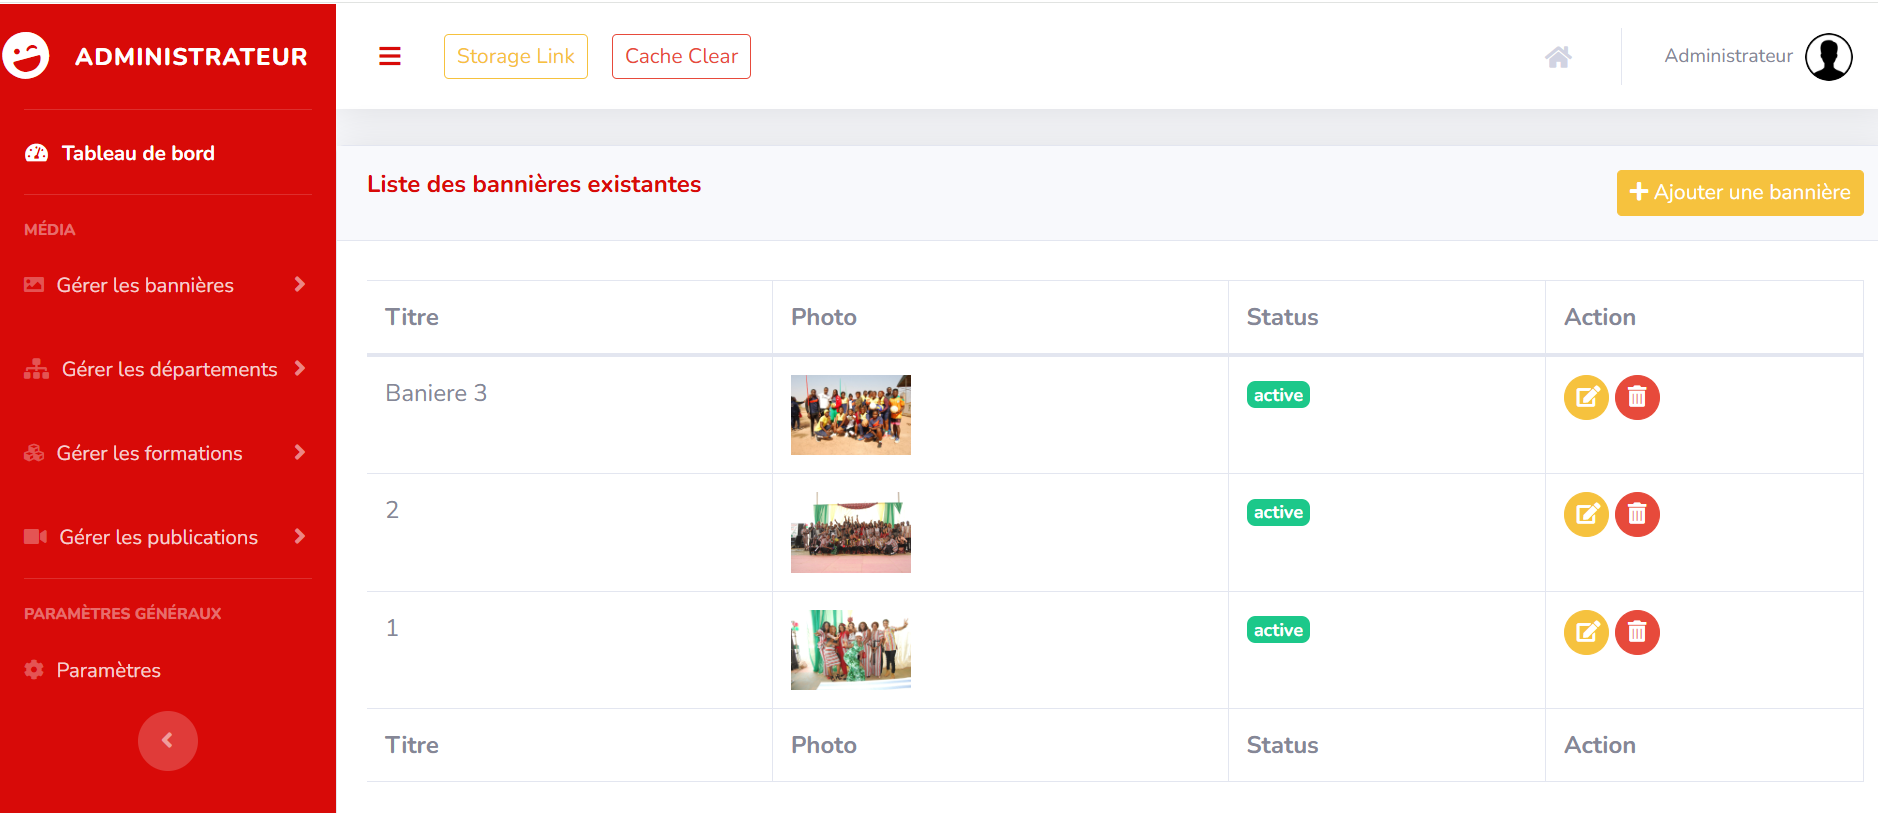 ADMINISTRATEUR
Storage Link
Cache Clear
Administrateur
Tableau de bord
MÉDIA
Gérer les bannières
Gérer les départements
Gérer les formations
Gérer les publications
PARAMÈTRES GÉNÉRAUX
Paramètres
Liste des bannières existantes
Ajouter une bannière
Titre Photo Status Action
Baniere 3 active
2 active
1 active
Titre Photo Status Action